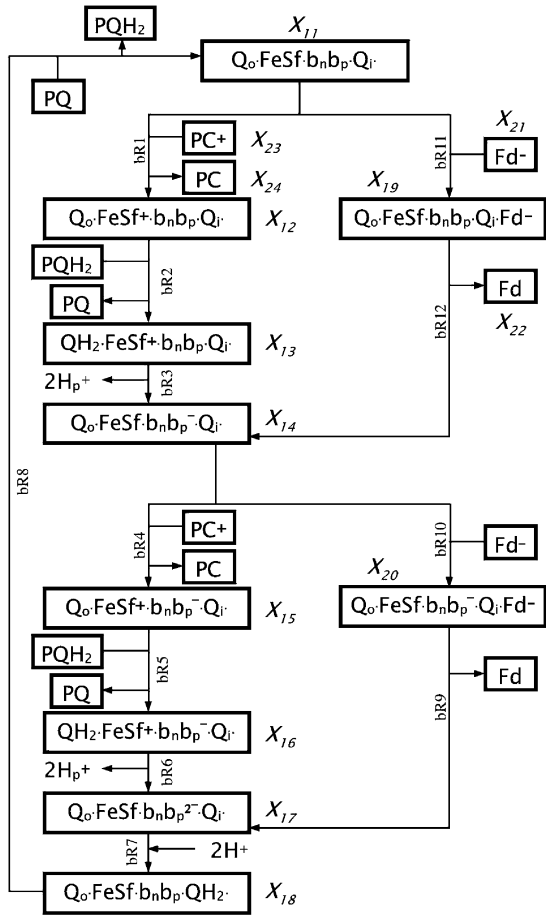 PQH₂
X₁₁
Qₒ·FeSf·bₙbₚ·Qᵢ·
PQ
bR1
PC+
X₂₃
PC
X₂₄
bR11
X₂₁
Fd-
X₁₉
Qₒ·FeSf+·bₙbₚ·Qᵢ·
X₁₂
Qₒ·FeSf·bₙbₚ·Qᵢ·Fd-
PQH₂
bR2
PQ
Fd
X₂₂
bR12
QH₂·FeSf+·bₙbₚ·Qᵢ·
X₁₃
2Hₚ⁺
bR3
Qₒ·FeSf·bₙbₚ⁻·Qᵢ·
X₁₄
bR8
bR4
PC+
PC
bR10
Fd-
X₂₀
Qₒ·FeSf+·bₙbₚ⁻·Qᵢ·
X₁₅
Qₒ·FeSf·bₙbₚ⁻·Qᵢ·Fd-
PQH₂
bR5
PQ
Fd
bR9
QH₂·FeSf+·bₙbₚ⁻·Qᵢ·
X₁₆
2Hₚ+
bR6
Qₒ·FeSf·bₙbₚ²⁻·Qᵢ·
X₁₇
bR7
2H⁺
Qₒ·FeSf·bₙbₚ·QH₂·
X₁₈